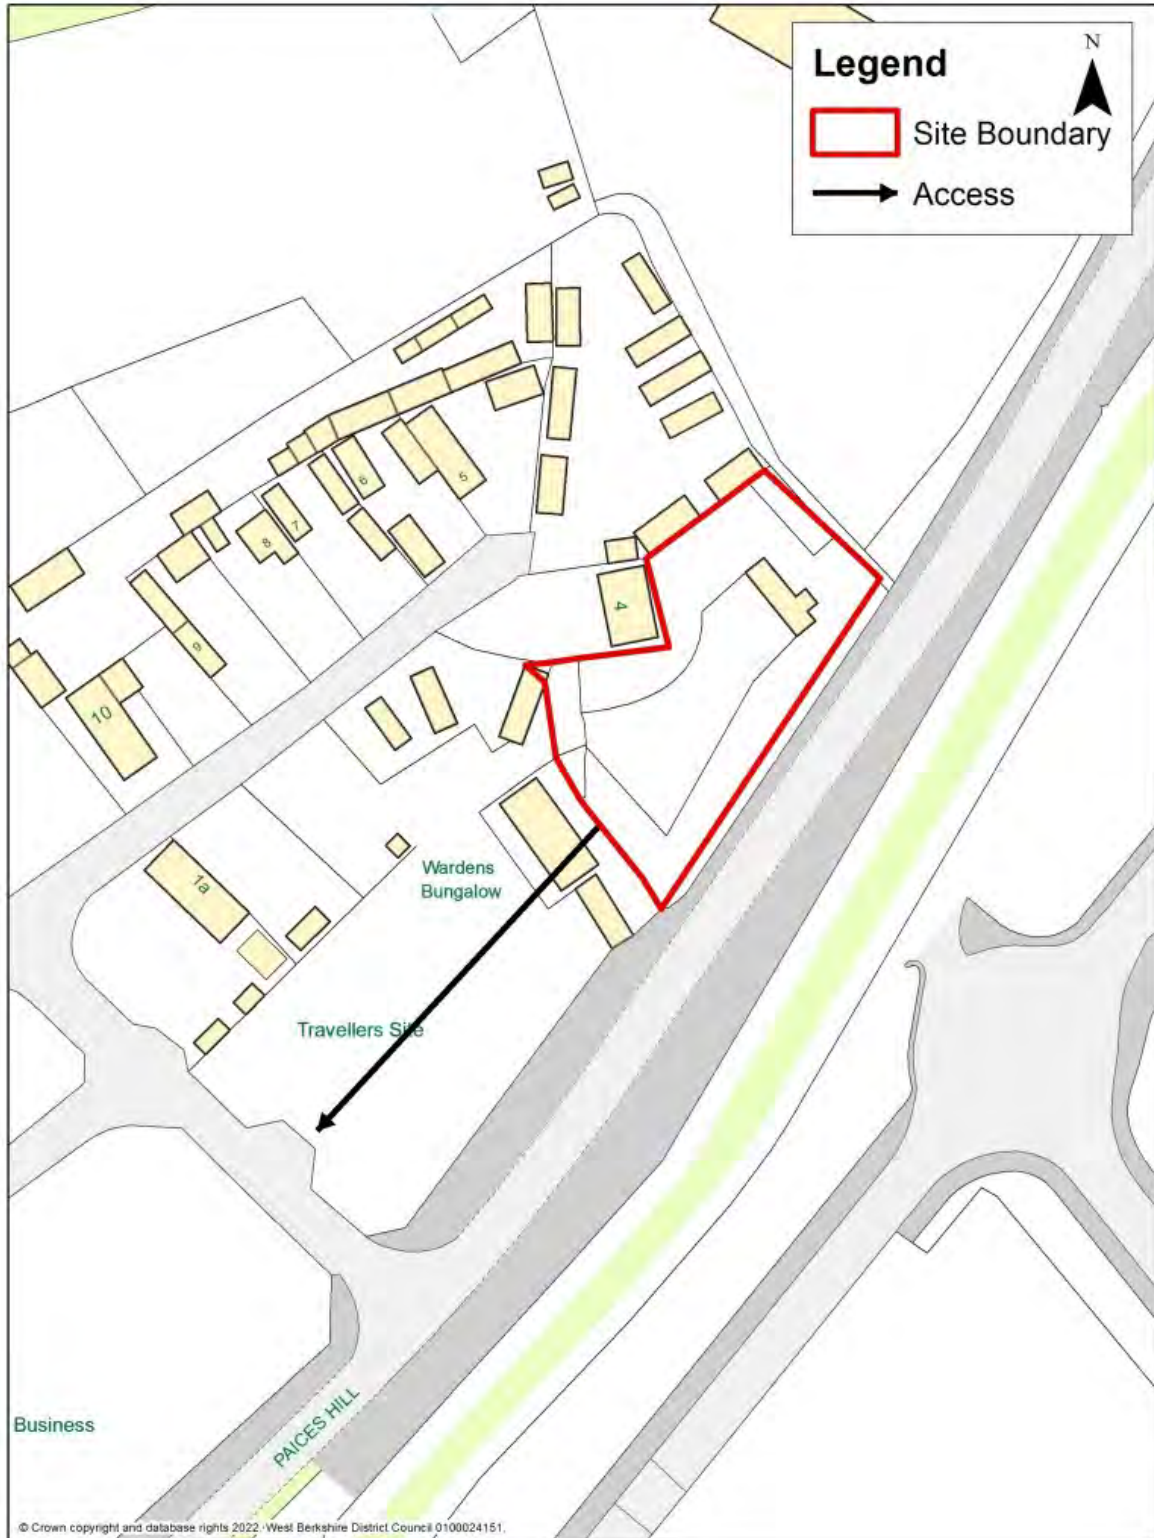 N
Legend
Site Boundary
Access
5
6
7
8
4
9
10
1a
Wardens
Bungalow
Travellers Site
Business
PAICES HILL
© Crown copyright and database rights 2022. West Berkshire District Council 0100024151.